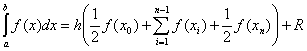 ∫_a^b f(x)dx = h(1/2 f(x_0) + ∑_{i=1}^{n-1} f(x_i) + 1/2 f(x_n)) + R